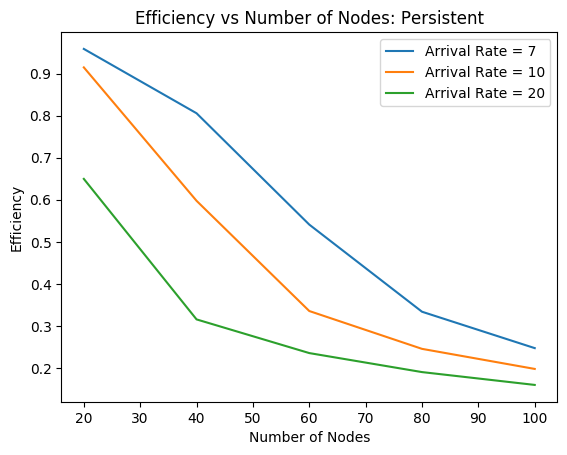 Efficiency vs Number of Nodes: Persistent
Arrival Rate = 7
Arrival Rate = 10
Arrival Rate = 20
Efficiency
0.9
0.8
0.7
0.6
0.5
0.4
0.3
0.2
20 30 40 50 60 70 80 90 100
Number of Nodes